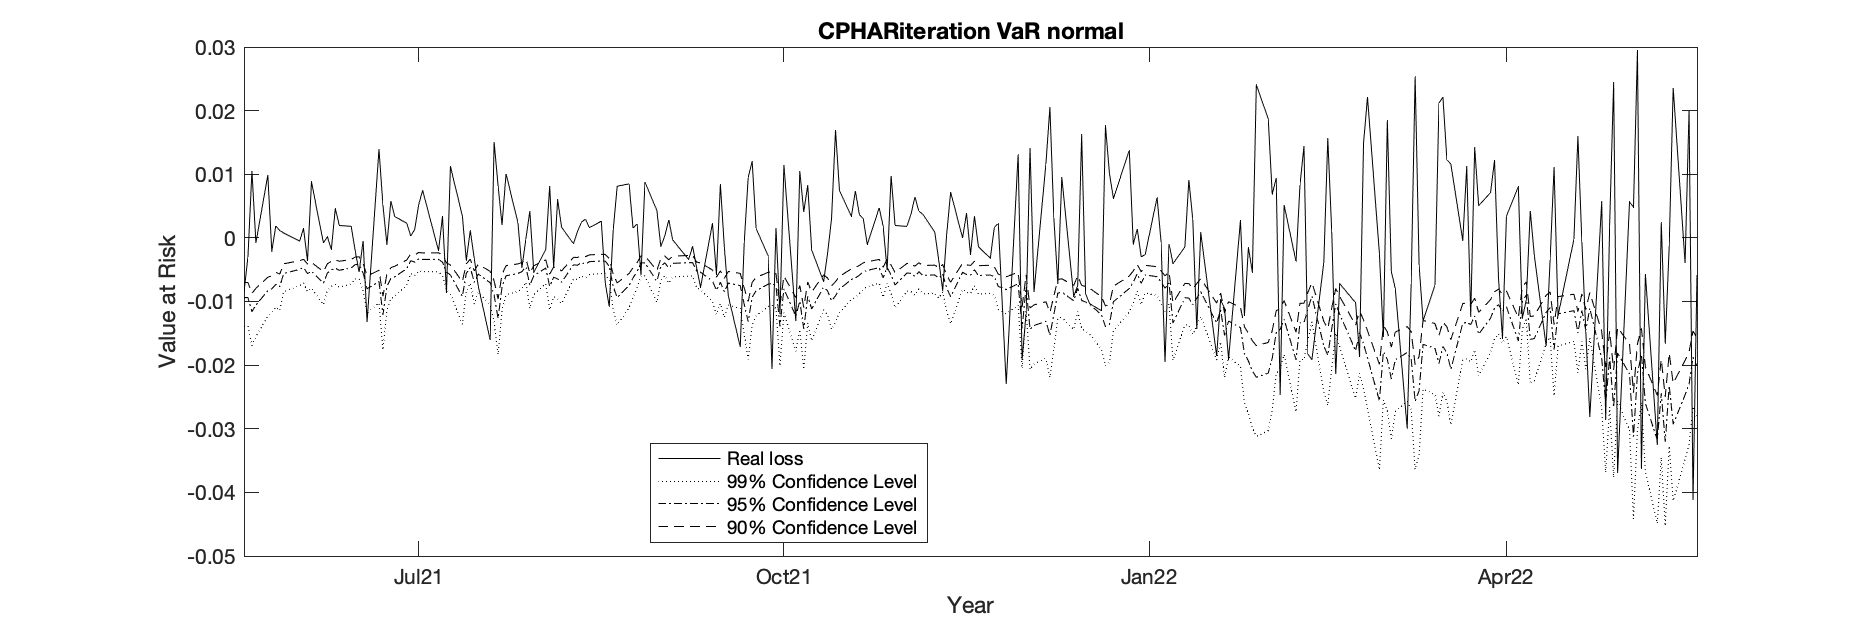 CPHARiteration VaR normal
0.03
0.02
0.01
0
-0.01
-0.02
-0.03
-0.04
-0.05
Value at Risk
Real loss
99% Confidence Level
95% Confidence Level
90% Confidence Level
Jul21 Oct21 Jan22 Apr22
Year